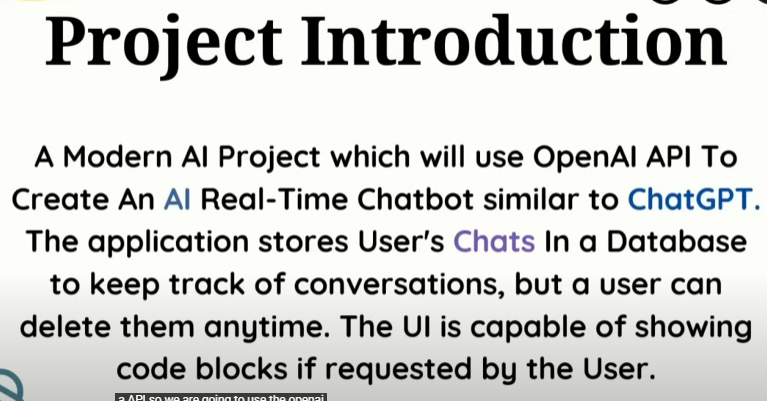 Project Introduction
A Modern AI Project which will use OpenAI API To
Create An AI Real-Time Chatbot similar to ChatGPT.
The application stores User's Chats In a Database
to keep track of conversations, but a user can
delete them anytime. The UI is capable of showing
code blocks if requested by the User.
a API so we are going to use the openai